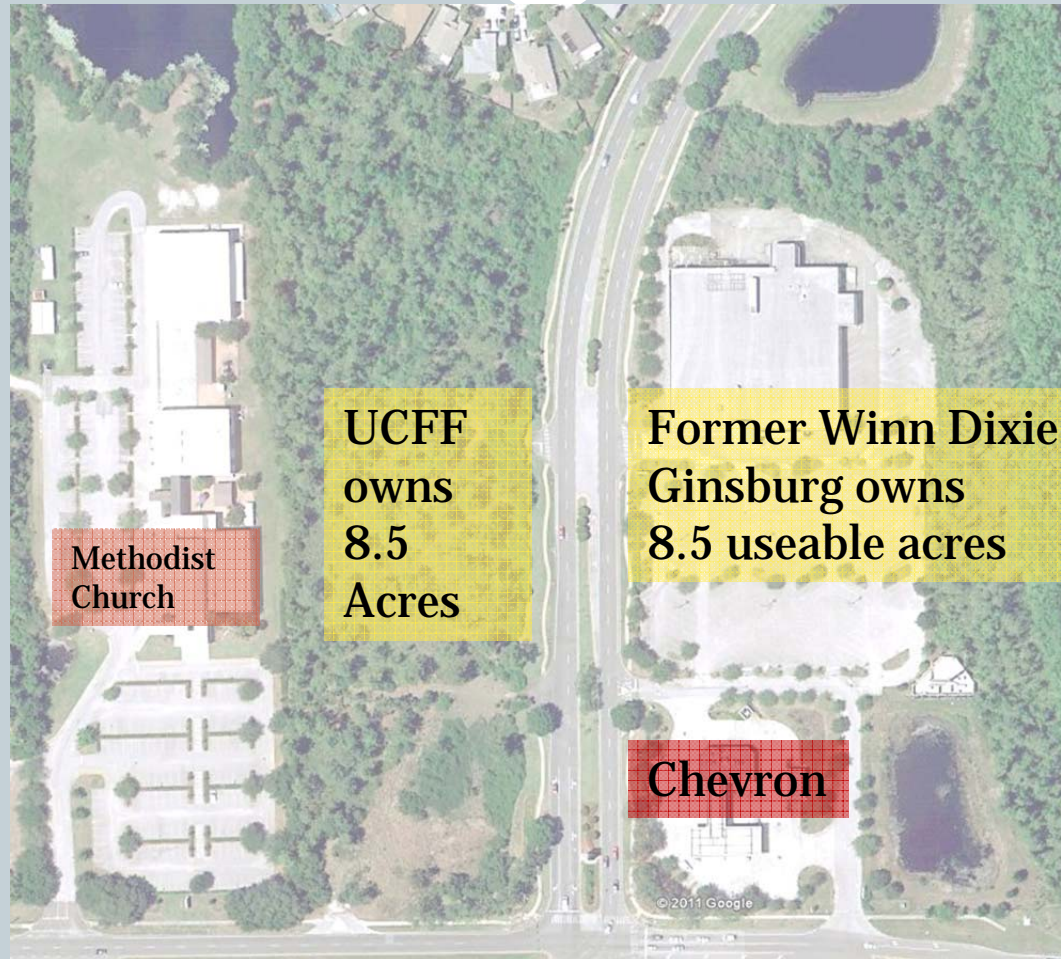 UCFF
owns
8.5
Acres
Former Winn Dixie
Ginsburg owns
8.5 useable acres
Methodist
Church
Chevron
© 2011 Google